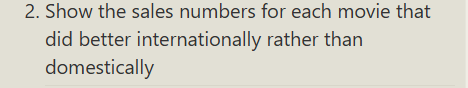 2. Show the sales numbers for each movie that
did better internationally rather than
domestically